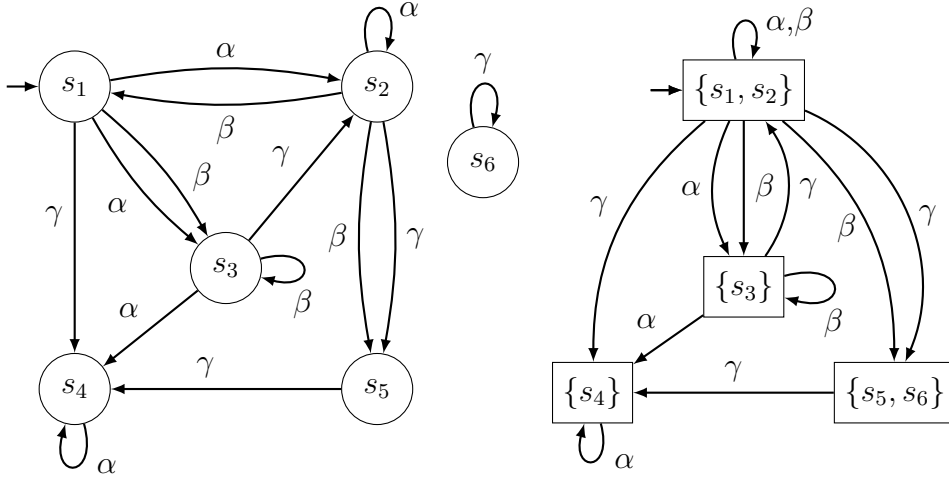 α
s₁
α
s₂
β
γ
s₆
γ
α
β
γ
s₃
β
β
γ
α
s₄
γ
s₅
α
α,β
{s₁, s₂}
γ
α
β
γ
β
γ
{s₃}
β
α
{s₄}
γ
{s₅, s₆}
α